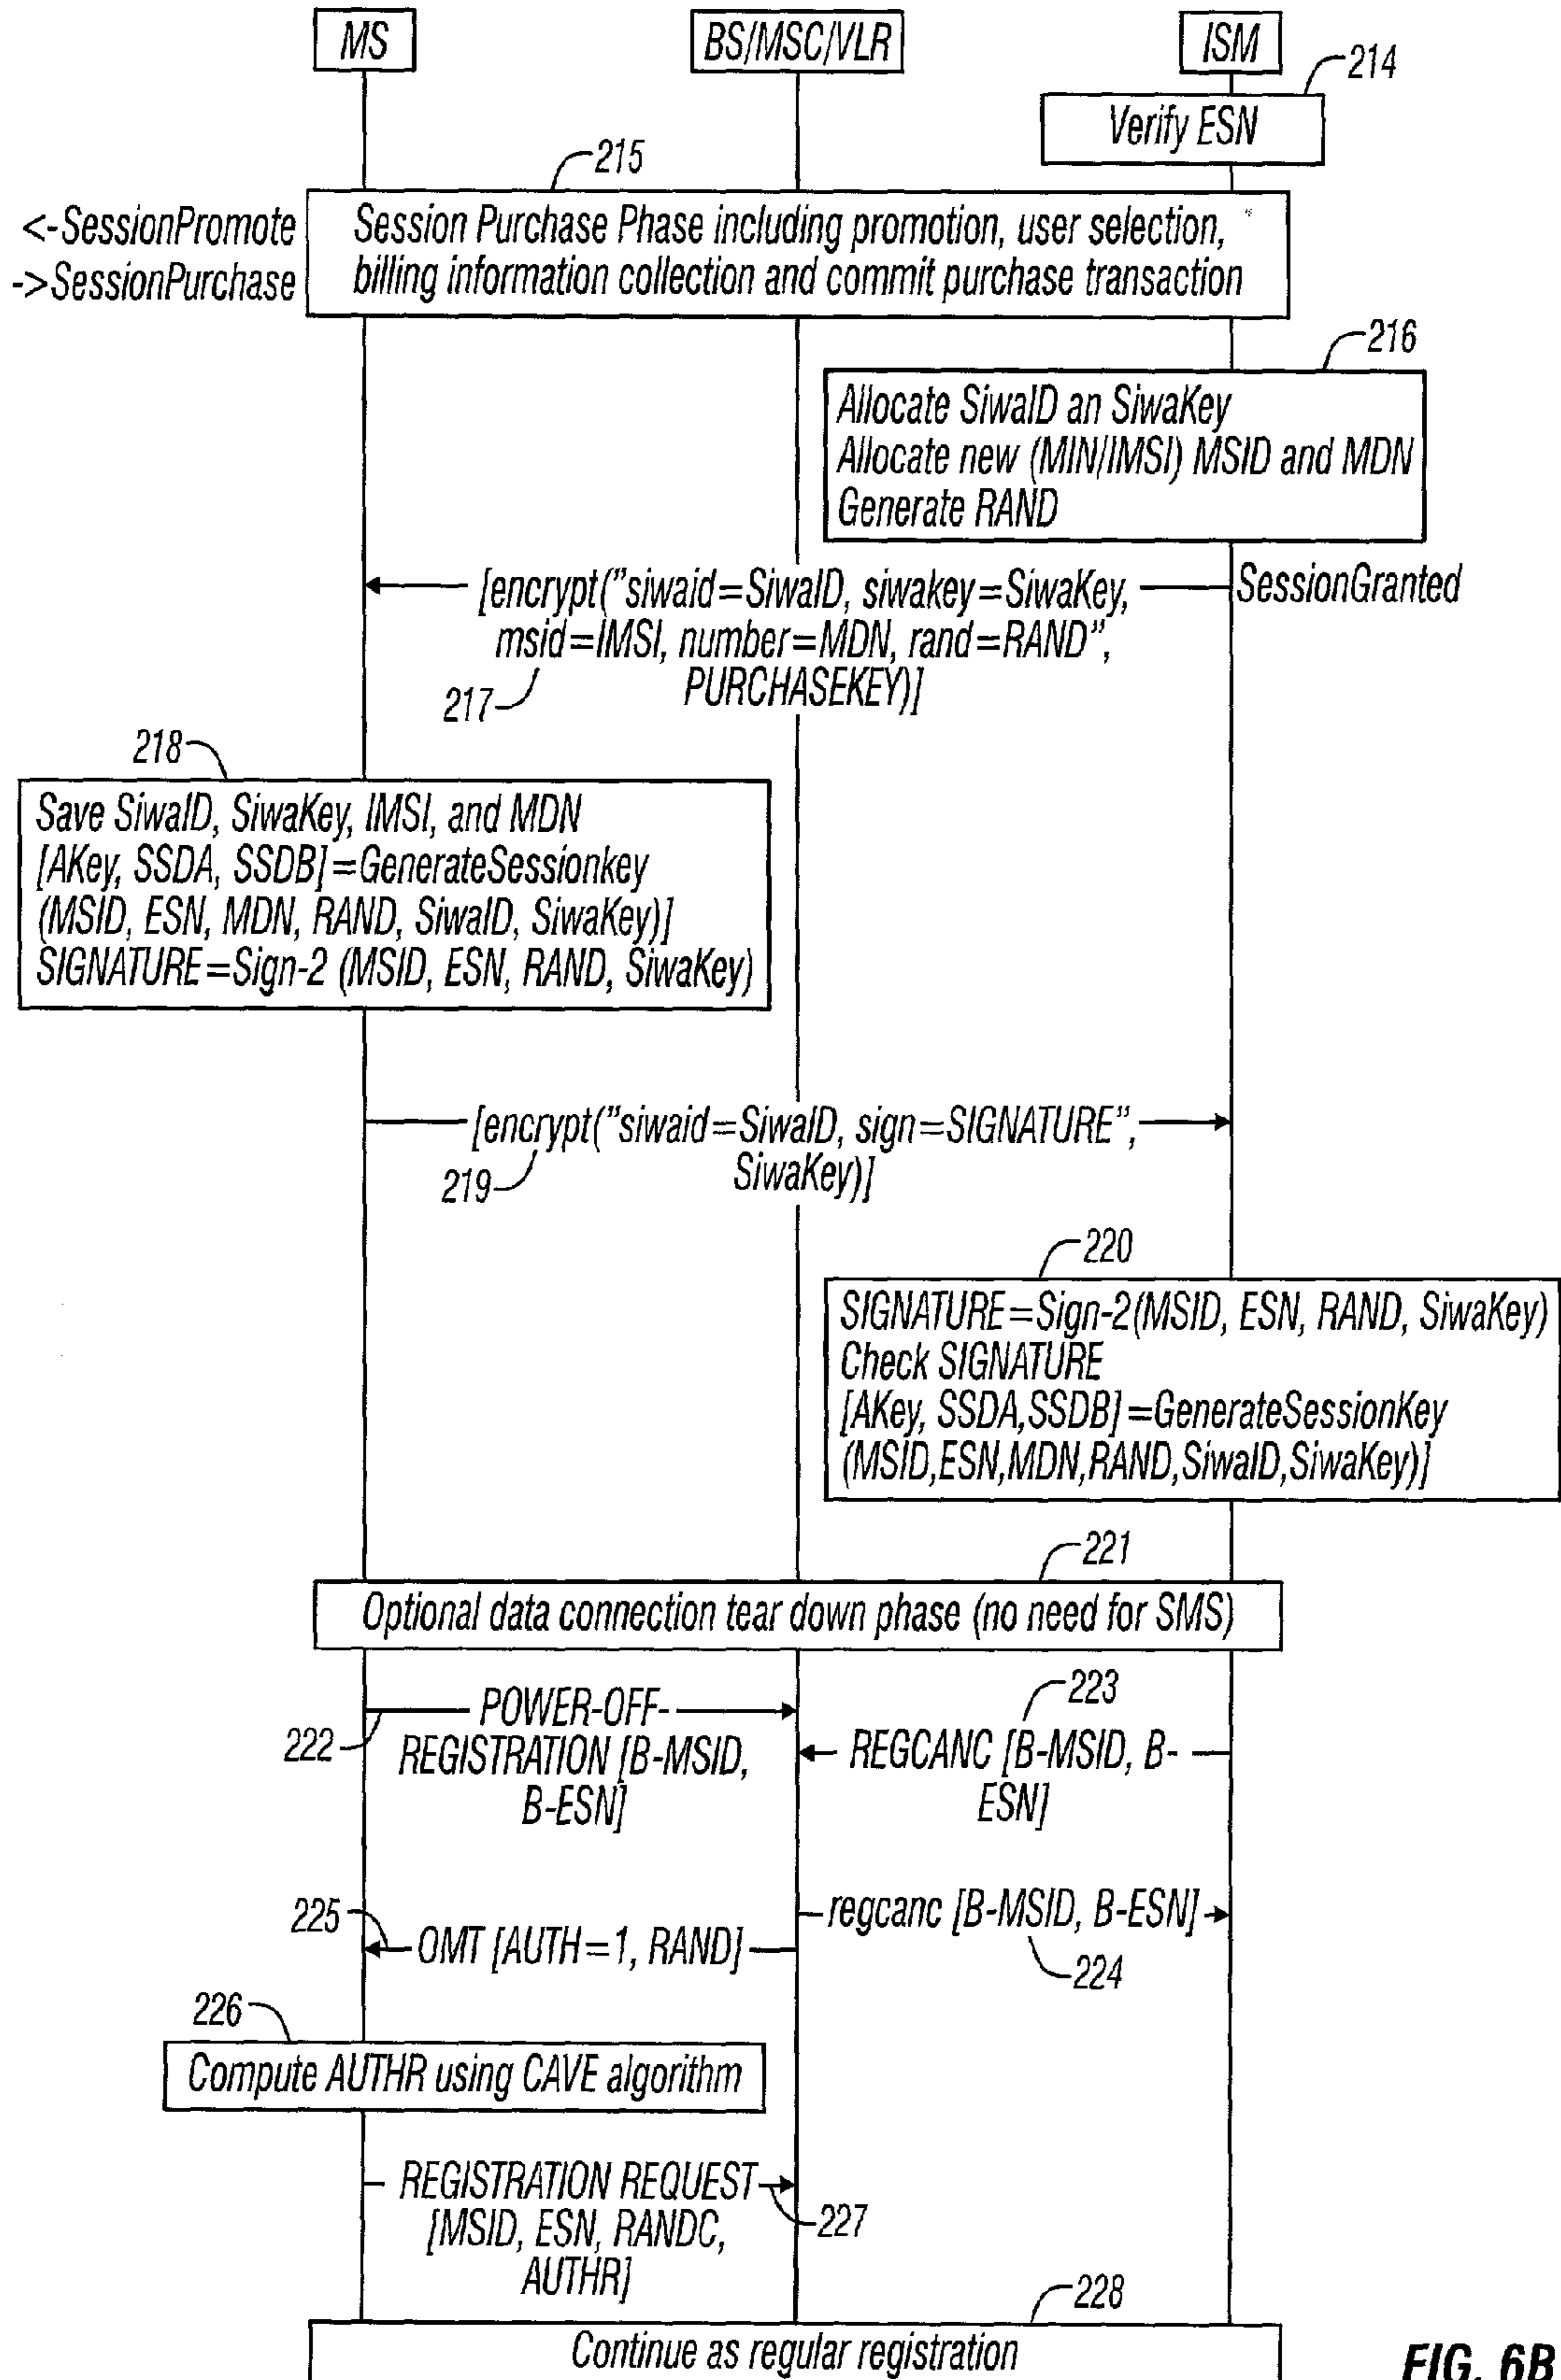 MS
BS/MSC/VLR
ISM
214
Verify ESN
215
<-SessionPromote
->SessionPurchase
Session Purchase Phase including promotion, user selection,
billing information collection and commit purchase transaction
216
Allocate SiwaID an SiwaKey
Allocate new (MIN/IMSI) MSID and MDN
Generate RAND
[encrypt("siwaid=SiwaID, siwakey=SiwaKey,
msid=IMSI, number=MDN, rand=RAND",
PURCHASEKEY)]
SessionGranted
217
218
Save SiwaID, SiwaKey, IMSI, and MDN
[AKey, SSDA, SSDB]=GenerateSessionkey
(MSID, ESN, MDN, RAND, SiwaID, SiwaKey)]
SIGNATURE=Sign-2 (MSID, ESN, RAND, SiwaKey)
[encrypt("siwaid=SiwaID, sign=SIGNATURE",
SiwaKey)]
219
220
SIGNATURE=Sign-2(MSID, ESN, RAND, SiwaKey)
Check SIGNATURE
[AKey, SSDA,SSDB]=GenerateSessionKey
(MSID,ESN,MDN,RAND,SiwaID,SiwaKey)]
221
Optional data connection tear down phase (no need for SMS)
POWER-OFF-
REGISTRATION [B-MSID,
B-ESN]
222
223
REGCANC [B-MSID, B-
ESN]
regcanc [B-MSID, B-ESN]
224
225
OMT [AUTH=1, RAND]
226
Compute AUTHR using CAVE algorithm
REGISTRATION REQUEST
[MSID, ESN, RANDC,
AUTHR]
227
228
Continue as regular registration
FIG. 6B